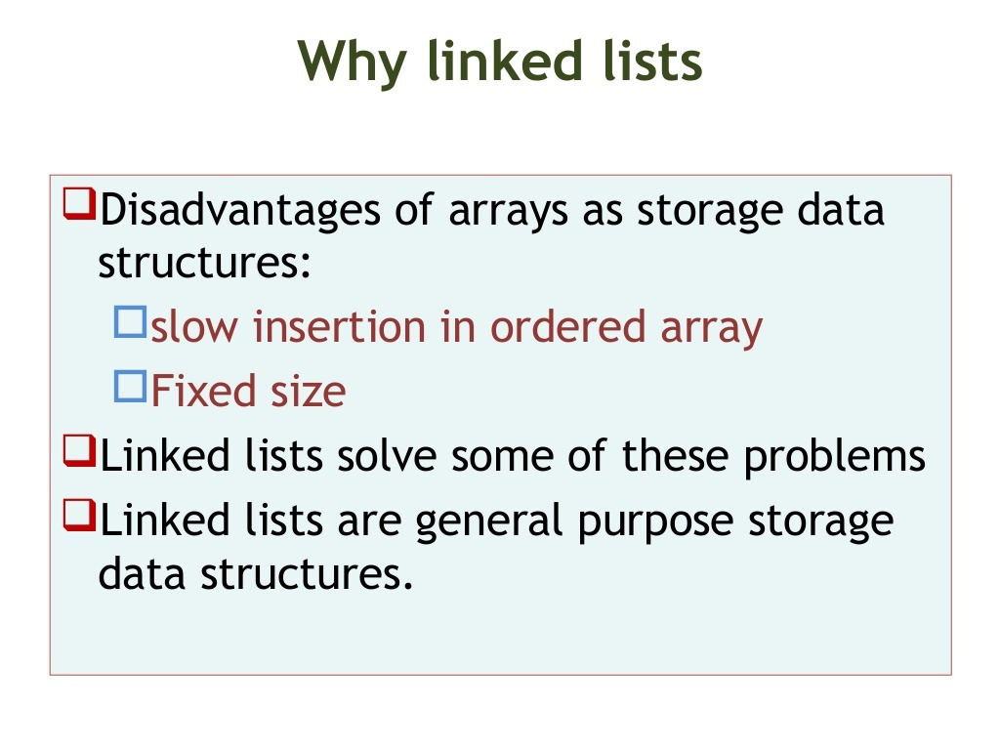 Why linked lists
Disadvantages of arrays as storage data
structures:
slow insertion in ordered array
Fixed size
Linked lists solve some of these problems
Linked lists are general purpose storage
data structures.